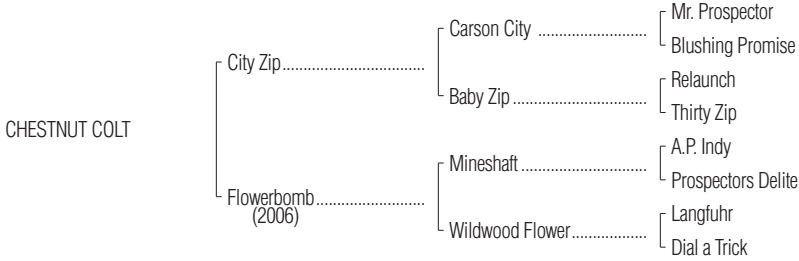 Mr. Prospector
Carson City ........................
Blushing Promise
City Zip................................
Relaunch
Baby Zip..............................
Thirty Zip
CHESTNUT COLT
A.P. Indy
Mineshaft............................
Prospectors Delite
Flowerbomb........................
(2006)
Langfuhr
Wildwood Flower.................
Dial a Trick